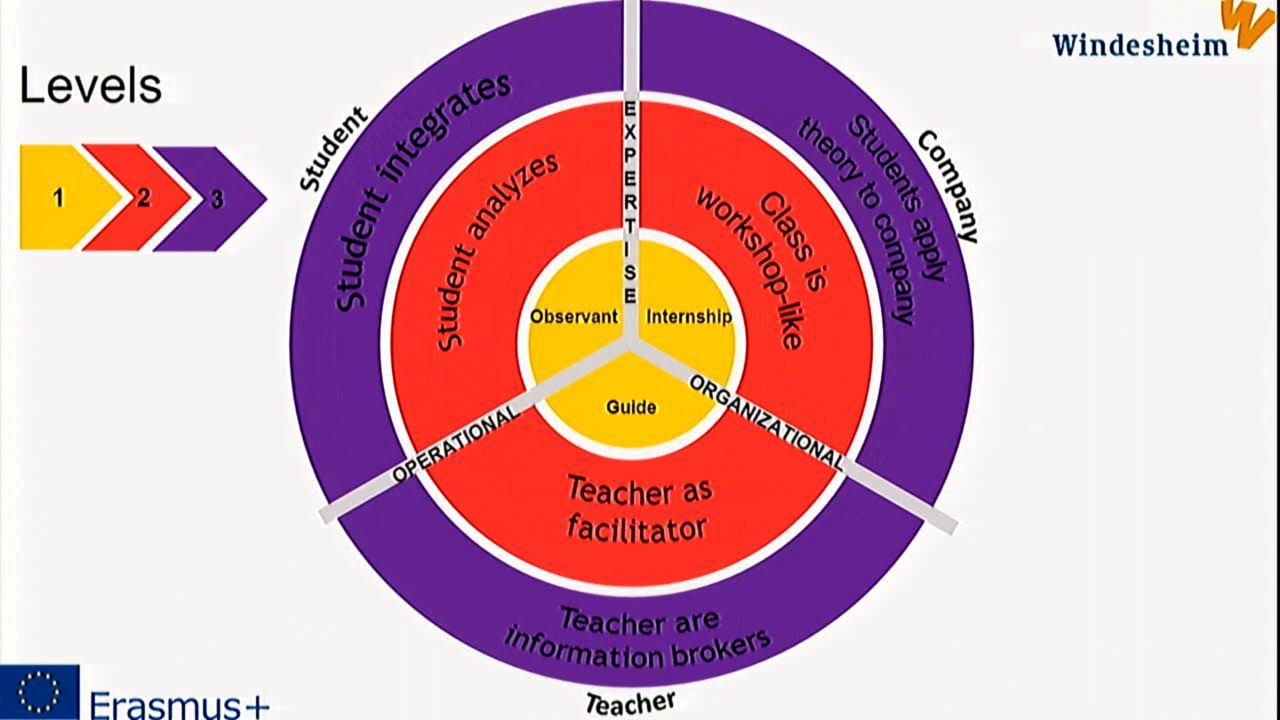 Windesheim
Levels
1
2
3
Student
Student integrates
Student analyzes
Observant
EXPERTISE
Company
Students apply
theory to company
Class is
workshop-like
Internship
OPERATIONAL
ORGANIZATIONAL
Guide
Teacher as
facilitator
Teacher are
information brokers
Teacher
Erasmus+